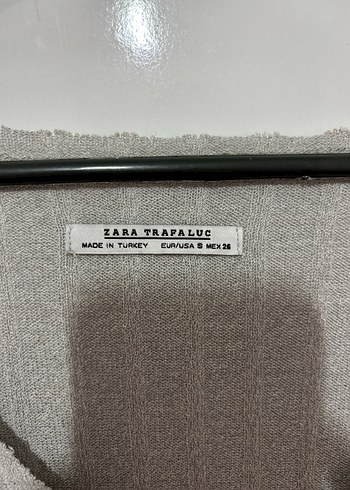 ZARA TRAFALUC
MADE IN TURKEY EUR/USA S MEX 26